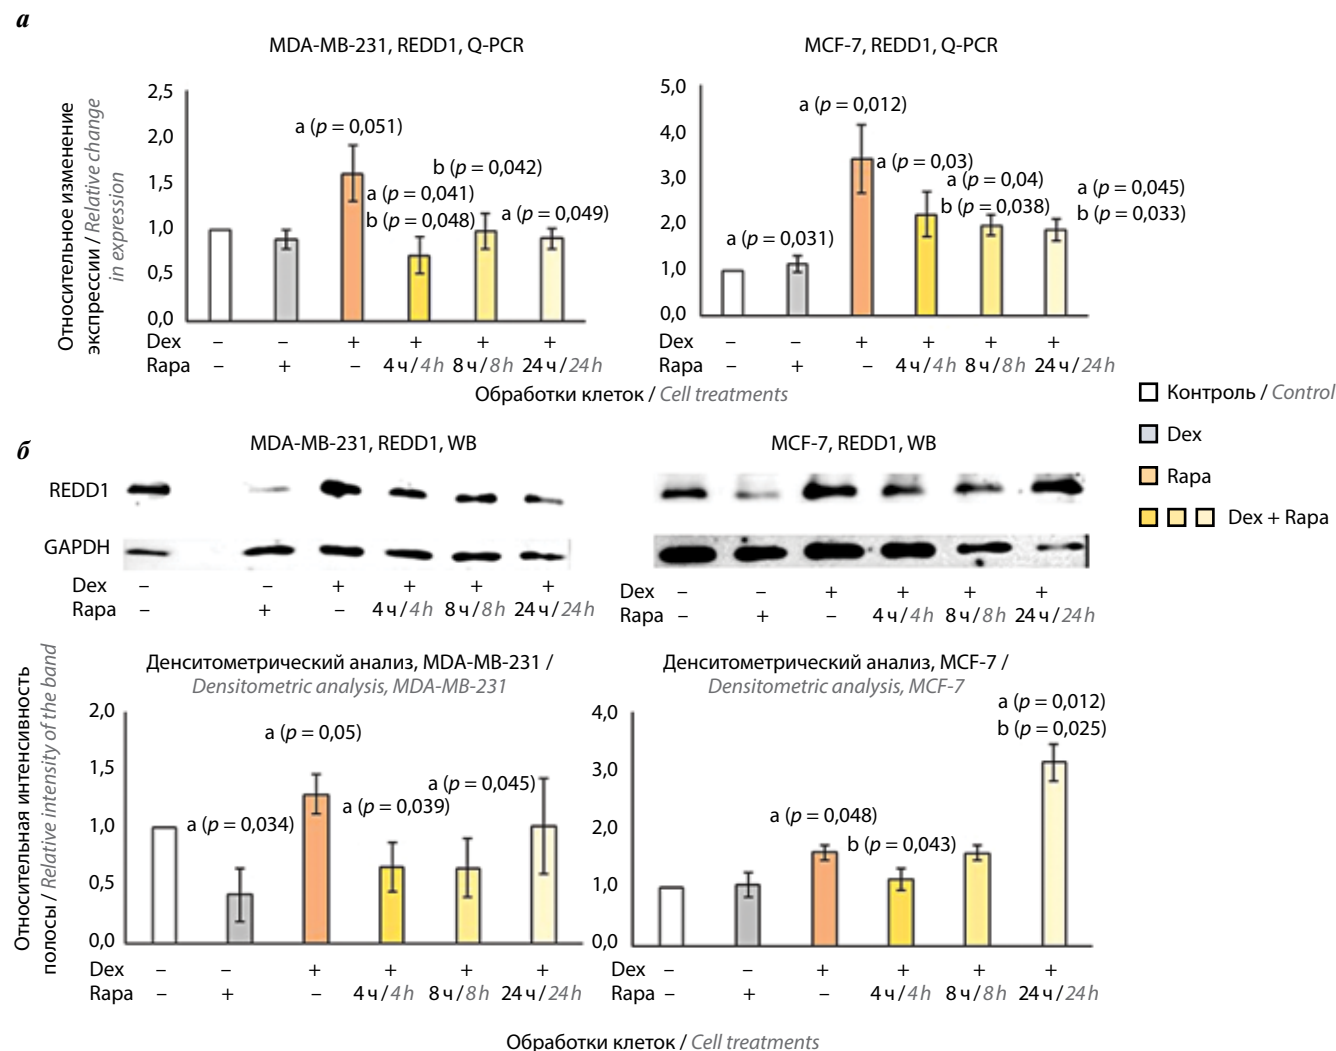 а
MDA-MB-231, REDD1, Q-PCR
Относительное изменение
экспрессии / Relative change
in expression
2,5
2,0
1,5
1,0
0,5
0,0
a (p = 0,051)
a (p = 0,041)
b (p = 0,048)
b (p = 0,042)
a (p = 0,049)
Dex – – + + + +
Rapa – + – 4 ч / 4 h 8 ч / 8 h 24 ч / 24 h
MCF-7, REDD1, Q-PCR
5,0
4,0
3,0
2,0
1,0
0,0
a (p = 0,031)
a (p = 0,012)
a (p = 0,03)
a (p = 0,04)
b (p = 0,038)
a (p = 0,045)
b (p = 0,033)
Dex – – + + + +
Rapa – + – 4 ч / 4 h 8 ч / 8 h 24 ч / 24 h
Обработки клеток / Cell treatments
Контроль / Control
Dex
Rapa
Dex + Rapa
б
MDA-MB-231, REDD1, WB
REDD1
GAPDH
Dex – – + + + +
Rapa – + – 4 ч / 4 h 8 ч / 8 h 24 ч / 24 h
MCF-7, REDD1, WB
Dex – – + + + +
Rapa – + – 4 ч / 4 h 8 ч / 8 h 24 ч / 24 h
Относительная интенсивность
полосы / Relative intensity of the band
Денситометрический анализ, MDA-MB-231 /
Densitometric analysis, MDA-MB-231
2,0
1,5
1,0
0,5
0,0
a (p = 0,034)
a (p = 0,05)
a (p = 0,039)
a (p = 0,045)
Dex – – + + + +
Rapa – + – 4 ч / 4 h 8 ч / 8 h 24 ч / 24 h
Денситометрический анализ, MCF-7 /
Densitometric analysis, MCF-7
4,0
3,0
2,0
1,0
0,0
a (p = 0,048)
b (p = 0,043)
a (p = 0,012)
b (p = 0,025)
Dex – – + + + +
Rapa – + – 4 ч / 4 h 8 ч / 8 h 24 ч / 24 h
Обработки клеток / Cell treatments